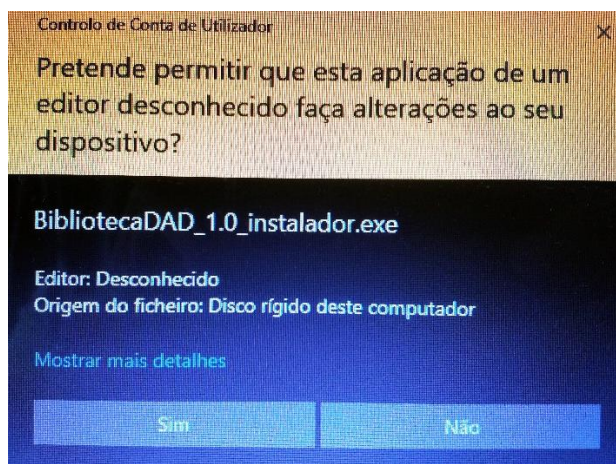 Controlo de Conta de Utilizador
Pretende permitir que esta aplicação de um
editor desconhecido faça alterações ao seu
dispositivo?
BibliotecaDAD_1.0_instalador.exe
Editor: Desconhecido
Origem do ficheiro: Disco rígido deste computador
Mostrar mais detalhes
Sim
Não